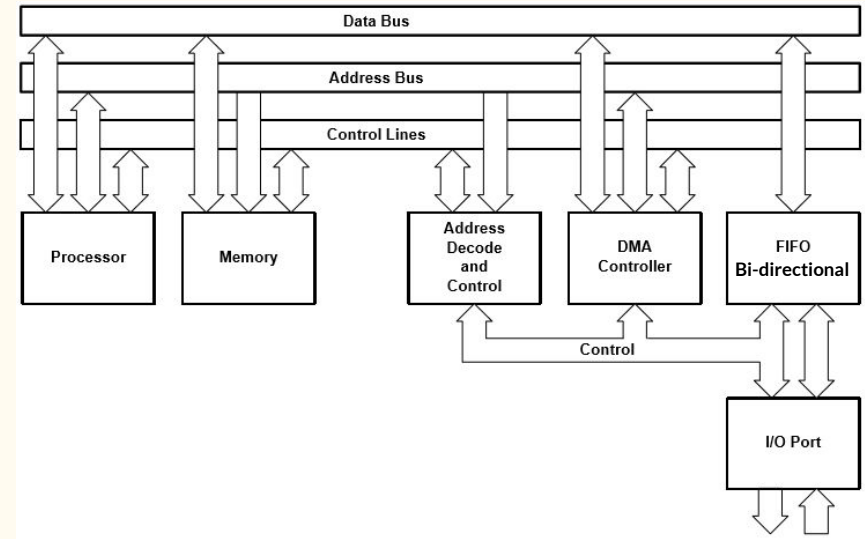 Data Bus
Address Bus
Control Lines
Processor
Memory
Address
Decode
and
Control
DMA
Controller
FIFO
Bi-directional
Control
I/O Port